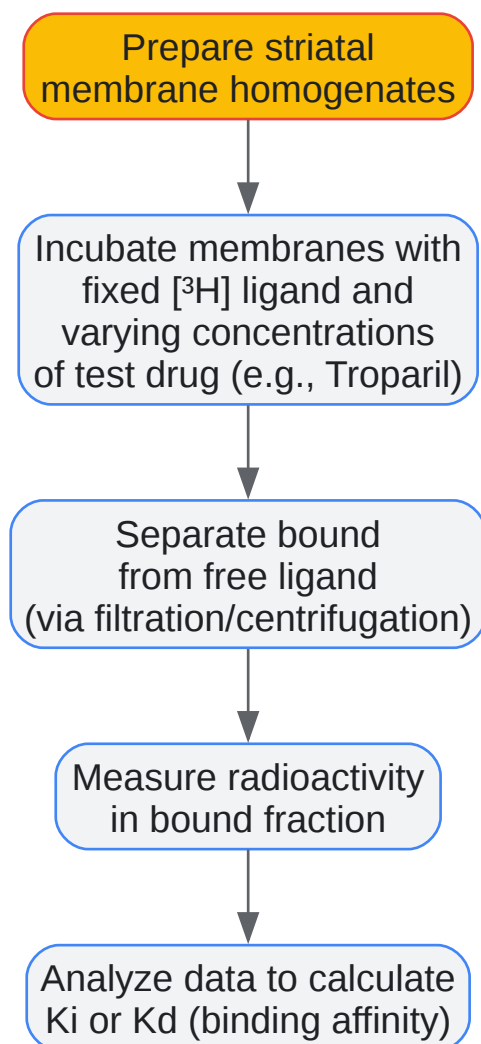 Prepare striatal
membrane homogenates
Incubate membranes with
fixed [³H] ligand and
varying concentrations
of test drug (e.g., Troparil)
Separate bound
from free ligand
(via filtration/centrifugation)
Measure radioactivity
in bound fraction
Analyze data to calculate
Ki or Kd (binding affinity)